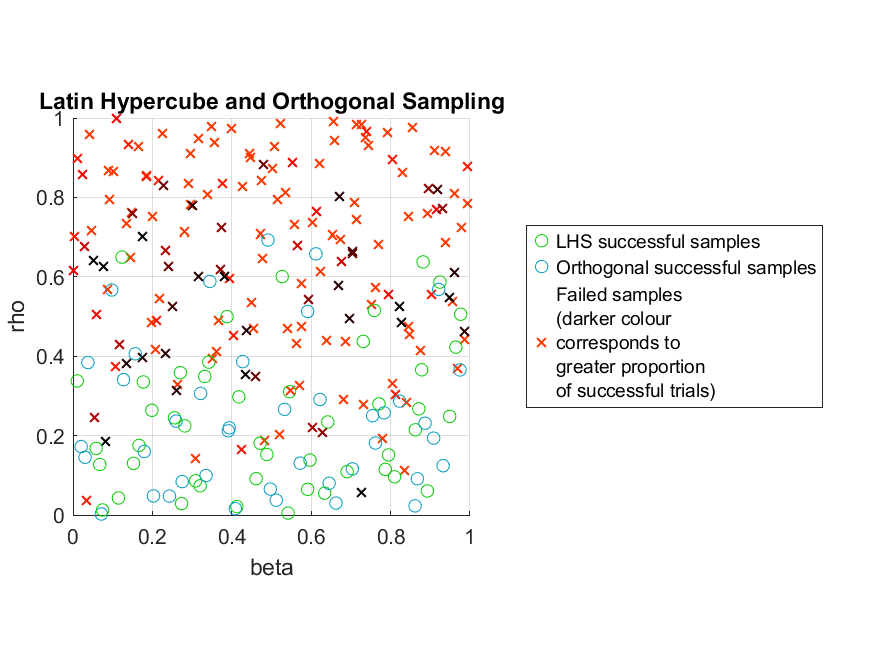 Latin Hypercube and Orthogonal Sampling
1
0.8
0.6
0.4
0.2
0
rho
0 0.2 0.4 0.6 0.8 1
beta
LHS successful samples
Orthogonal successful samples
Failed samples
(darker colour
corresponds to
greater proportion
of successful trials)